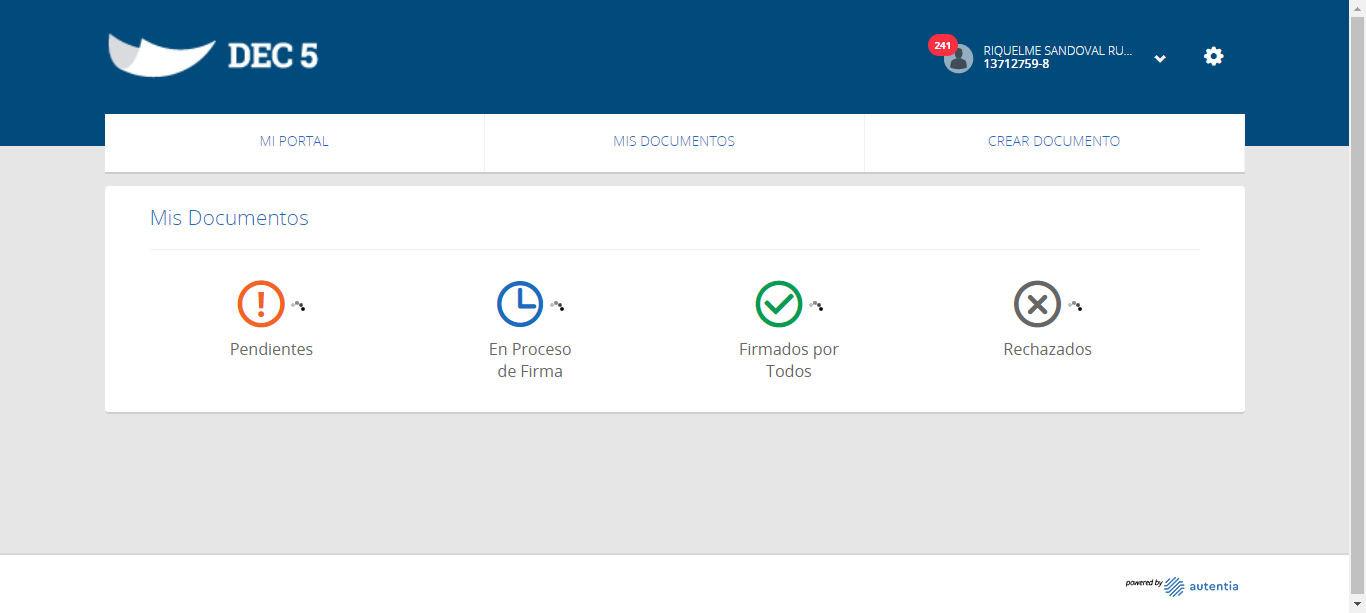 DEC 5
241
RIQUELME SANDOVAL RU...
13712759-8
MI PORTAL
MIS DOCUMENTOS
CREAR DOCUMENTO
Mis Documentos
Pendientes
En Proceso
de Firma
Firmados por
Todos
Rechazados
powered by autentia